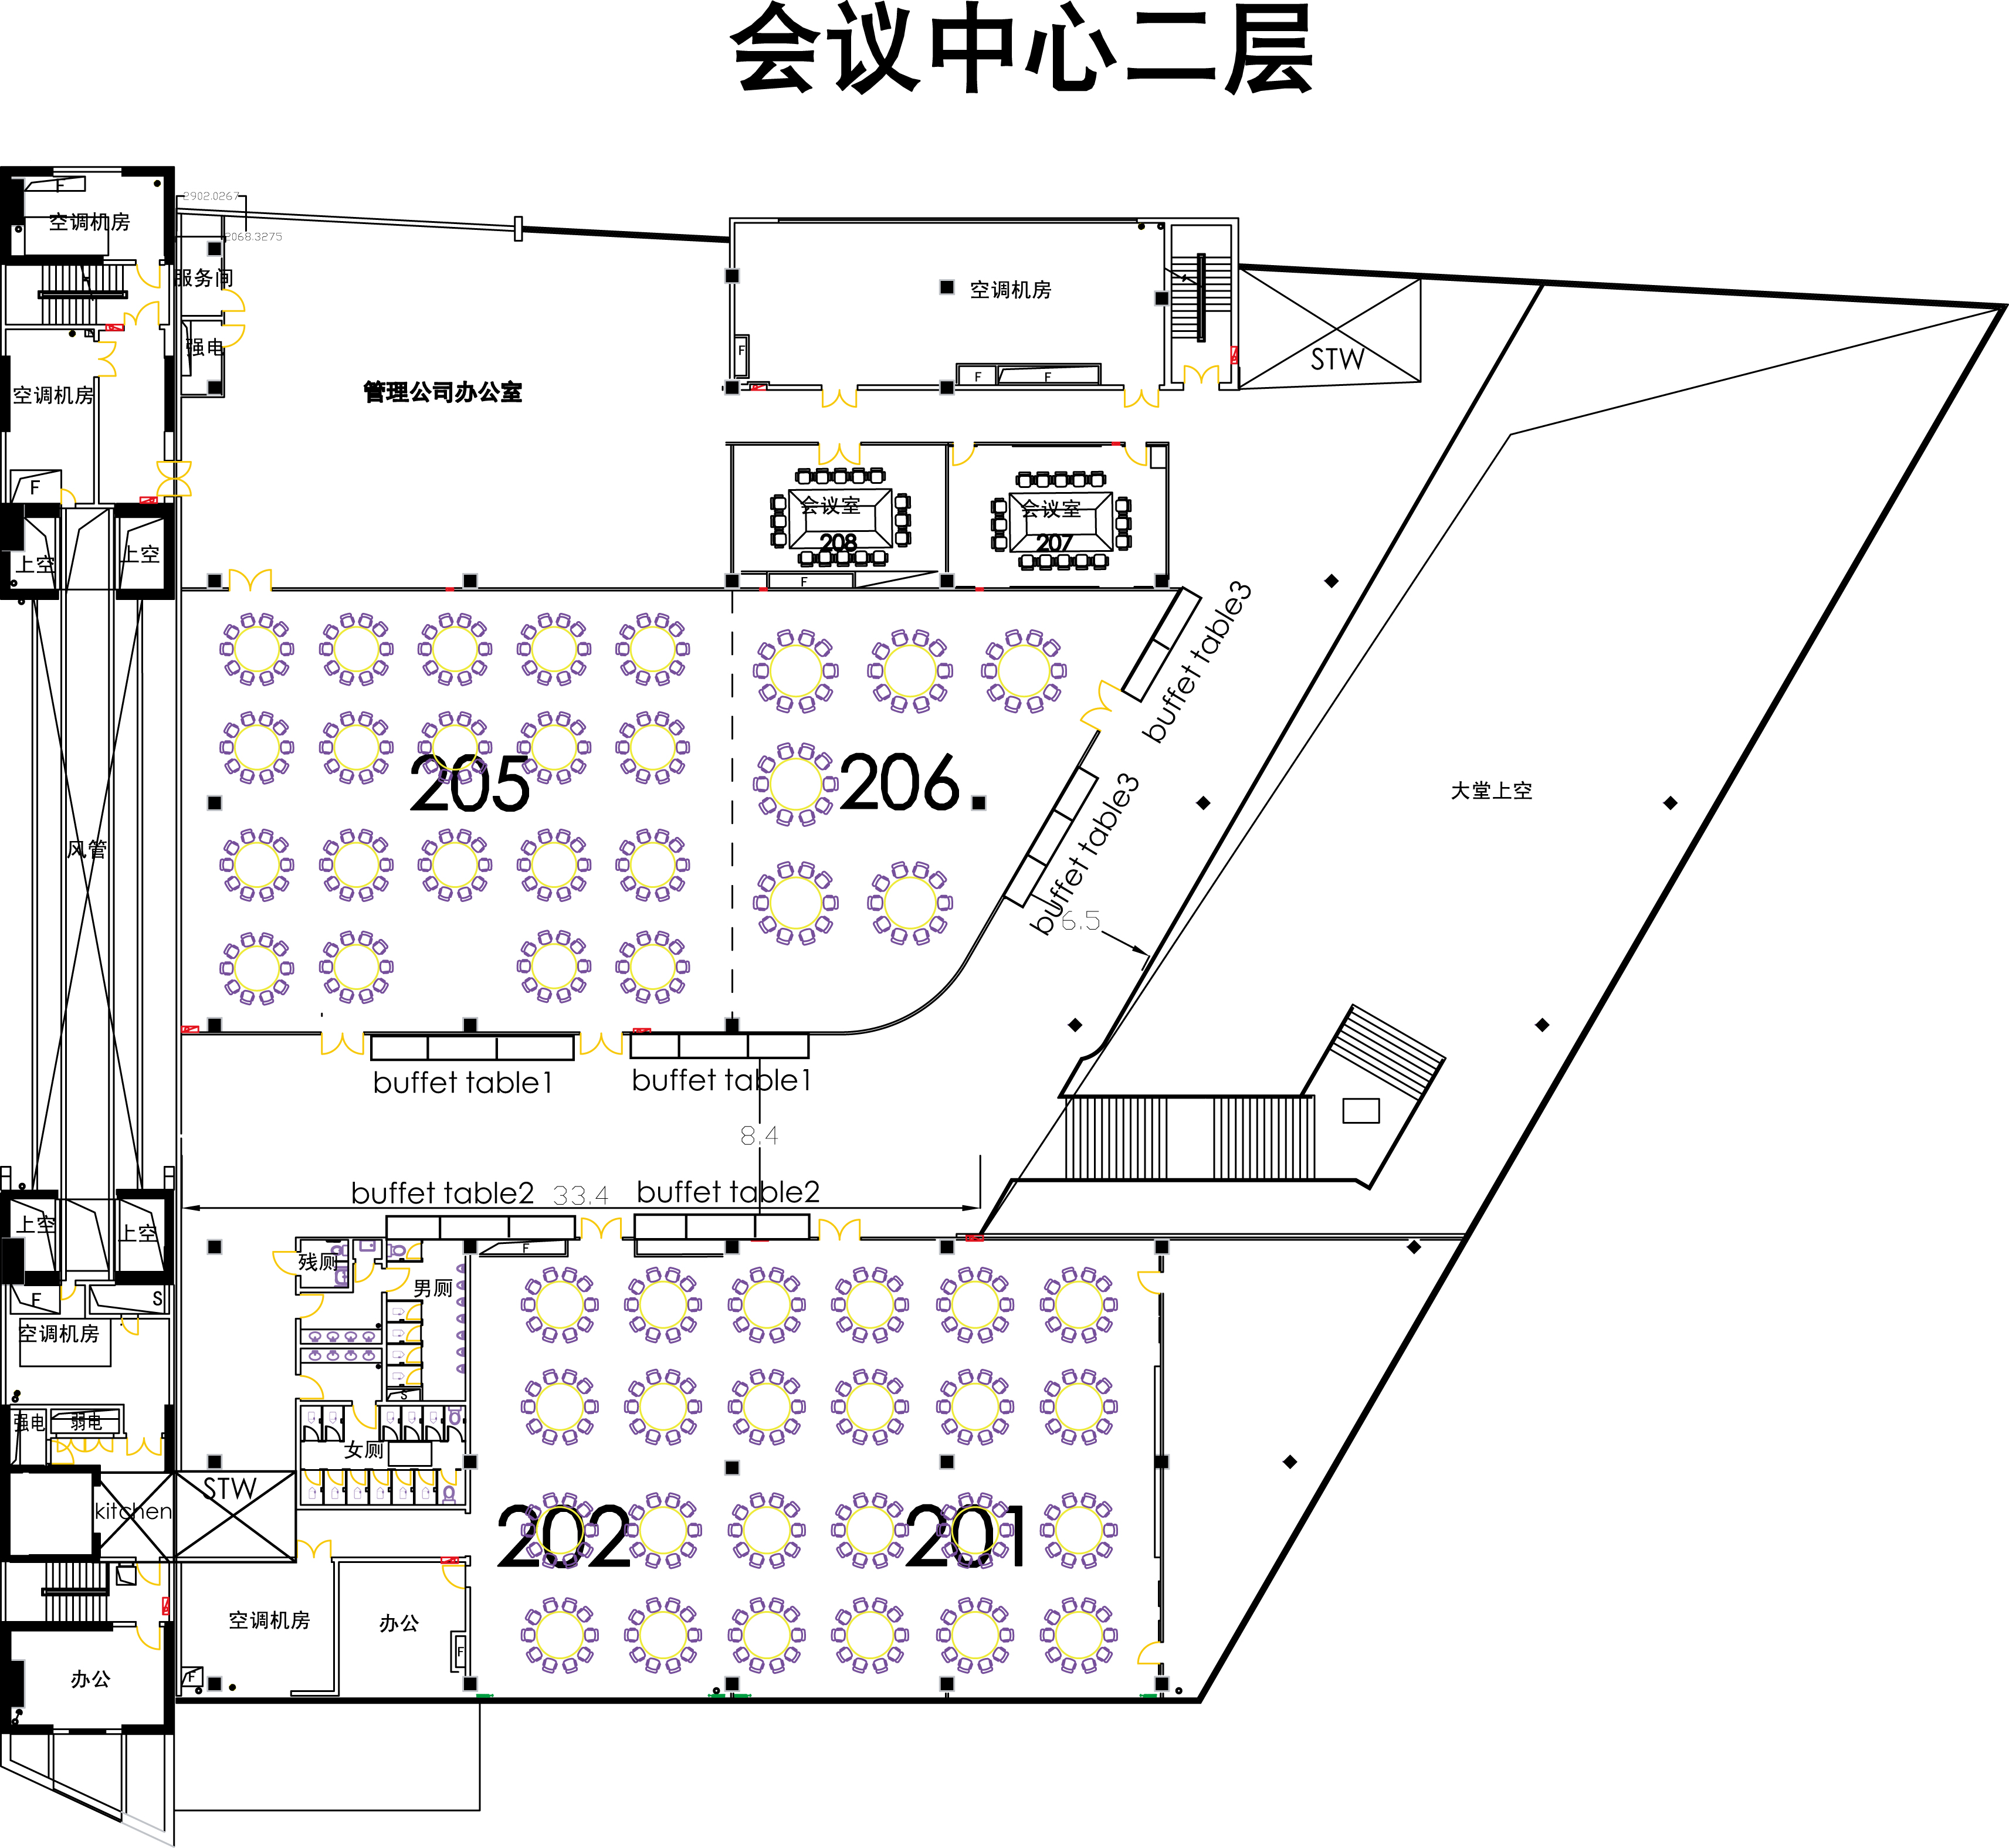 会议中心二层
2902.0267
2068.3275
F
空调机房
服务间
强电
空调机房
F
上空
上空
管理公司办公室
空调机房
F
F
F
STW
会议室
208
会议室
207
F
buffet table3
205
206
buffet table3
6.5
大堂上空
风管
buffet table1
buffet table1
8.4
buffet table2
33.4
buffet table2
上空
上空
F
S
空调机房
残厕
男厕
F
S
强电
弱电
女厕
STW
kitchen
202
201
空调机房
办公
F
F
办公